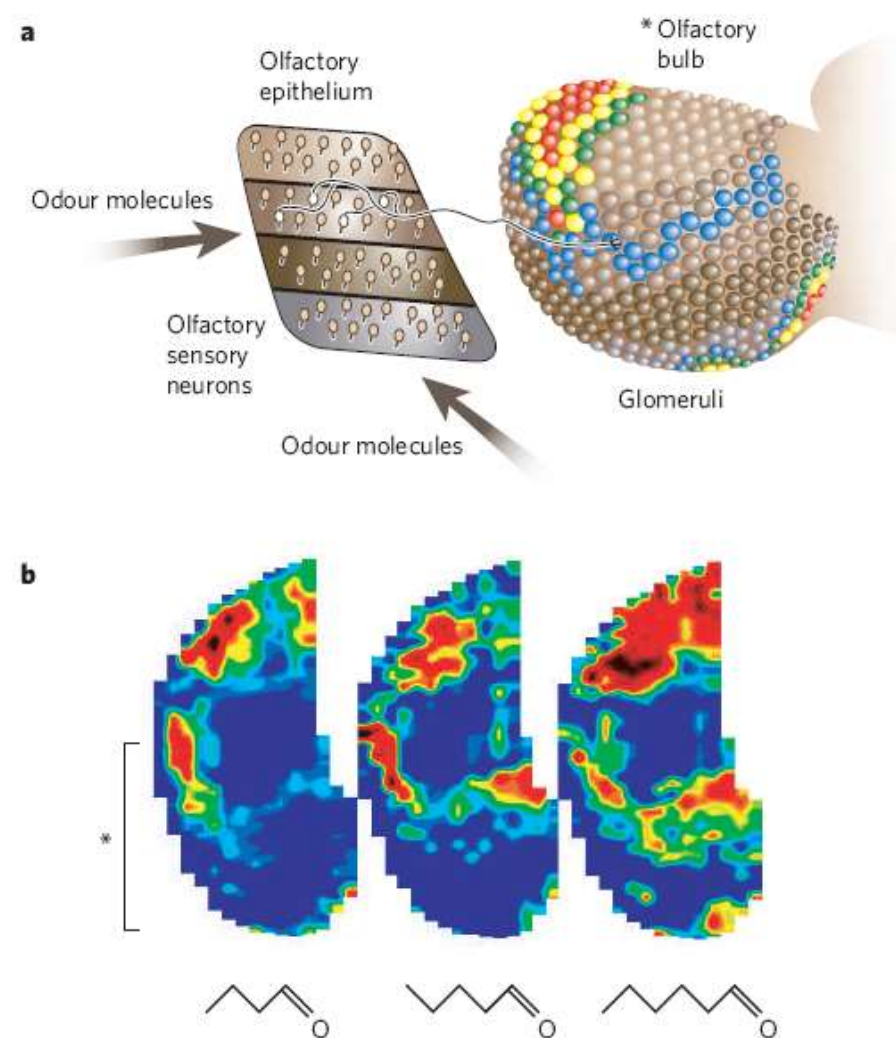 a
* Olfactory
bulb
Olfactory
epithelium
Odour molecules
Olfactory
sensory
neurons
Glomeruli
Odour molecules
b
*
O
O
O